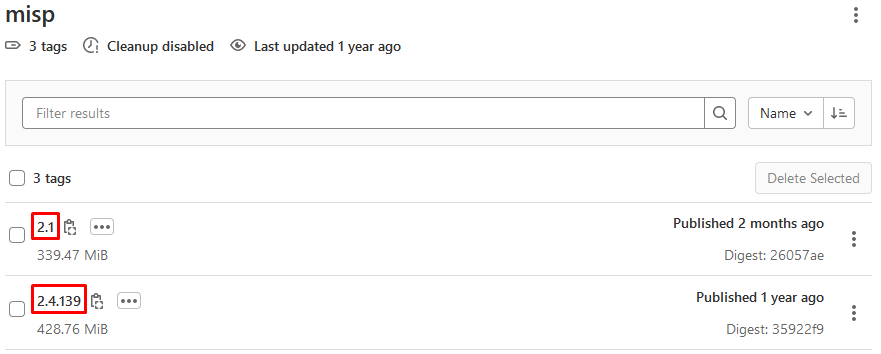 misp
3 tags Cleanup disabled Last updated 1 year ago
Filter results Name
3 tags Delete Selected
2.1 Published 2 months ago
339.47 MiB Digest: 26057ae
2.4.139 Published 1 year ago
428.76 MiB Digest: 35922f9